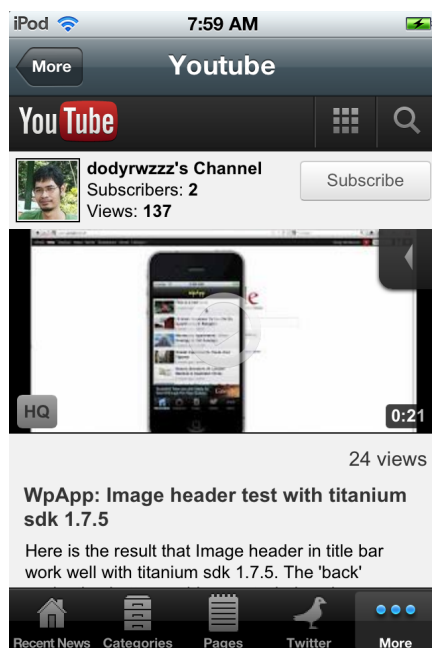 iPod 7:59 AM
More Youtube
YouTube
dodyrwzzz's Channel
Subscribers: 2
Views: 137
Subscribe
WpApp
HQ
0:21
24 views
WpApp: Image header test with titanium
sdk 1.7.5
Here is the result that Image header in title bar
work well with titanium sdk 1.7.5. The 'back'
Recent News Categories Pages Twitter More